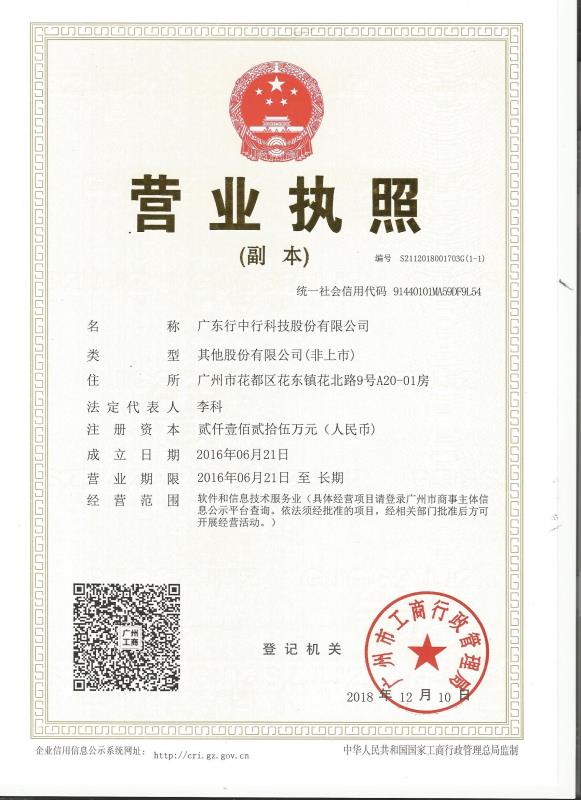 营业执照
(副 本)
编号 S2112018001703G(1-1)
统一社会信用代码 91440101MA59DF9L54
名 称 广东行中行科技股份有限公司
类 型 其他股份有限公司(非上市)
住 所 广州市花都区花东镇花北路9号A20-01房
法定代表人 李科
注册资本 贰仟壹佰贰拾伍万元（人民币）
成立日期 2016年06月21日
营业期限 2016年06月21日 至 长期
经营范围 软件和信息技术服务业（具体经营项目请登录广州市商事主体信
息公示平台查询。依法须经批准的项目，经相关部门批准后方可
开展经营活动。）
广州
工商
登记机关
广州市工商行政管理局
2018 年 12 月 10 日
企业信用信息公示系统网址： http://cri.gz.gov.cn
中华人民共和国国家工商行政管理总局监制